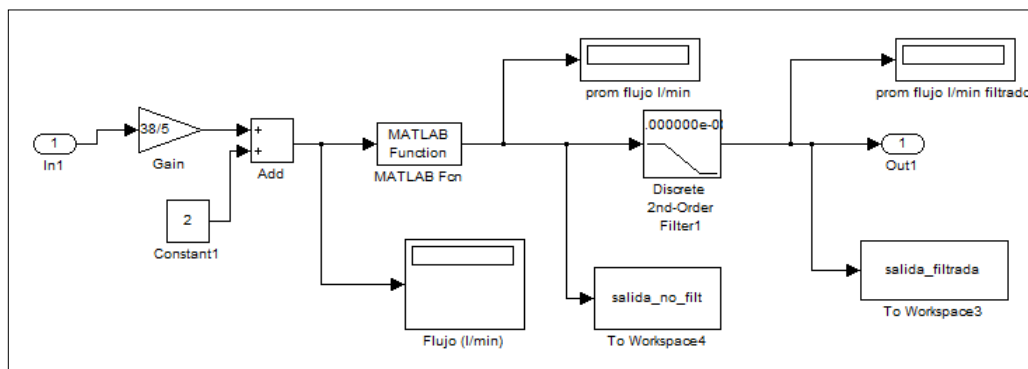 prom flujo l/min
prom flujo l/min filtrado
1
In1
38/5
Gain
+
+
Add
MATLAB
Function
MATLAB Fcn
.000000e-0
Discrete
2nd-Order
Filter1
1
Out1
2
Constant1
Flujo (l/min)
salida_no_filt
To Workspace4
salida_filtrada
To Workspace3